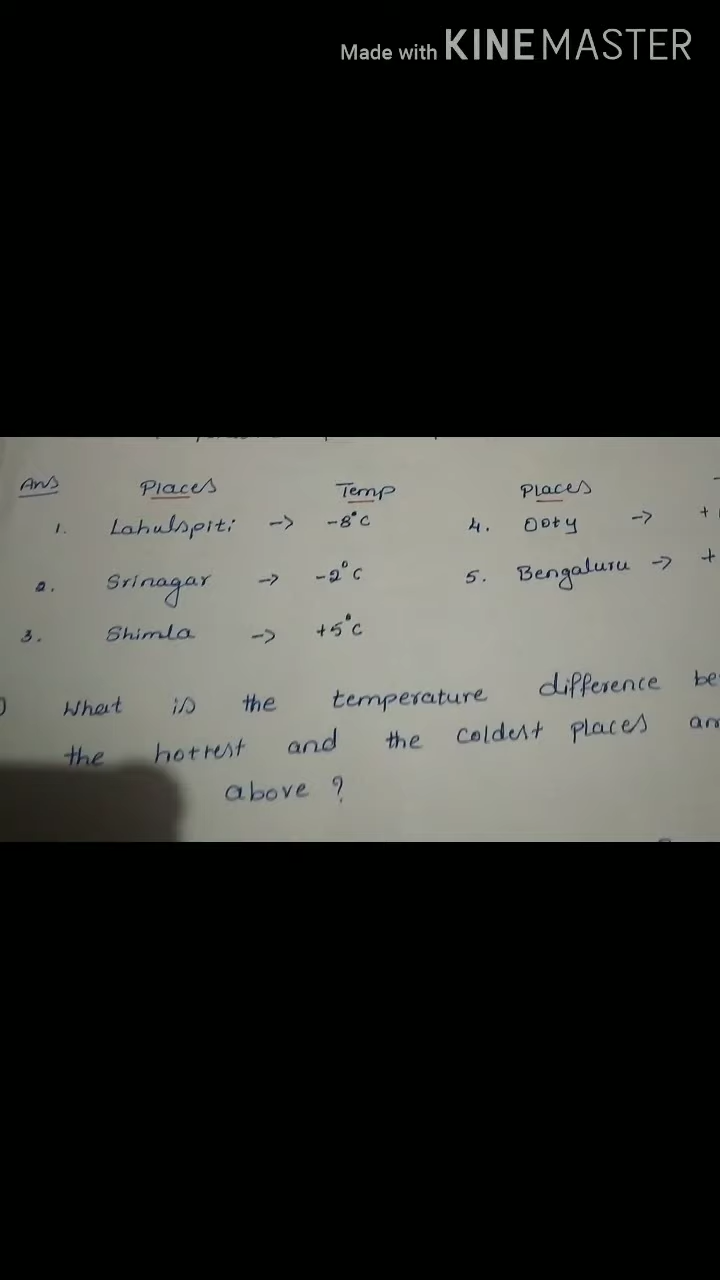 Made with KINEMASTER
Ans Places Temp Places
1. Lahulspiti -> -8°C 4. Ooty -> +
2. Srinagar -> -2°C 5. Bengaluru -> +
3. Shimla -> +5°C
What is the temperature difference be
the hottest and the coldest places
above ?